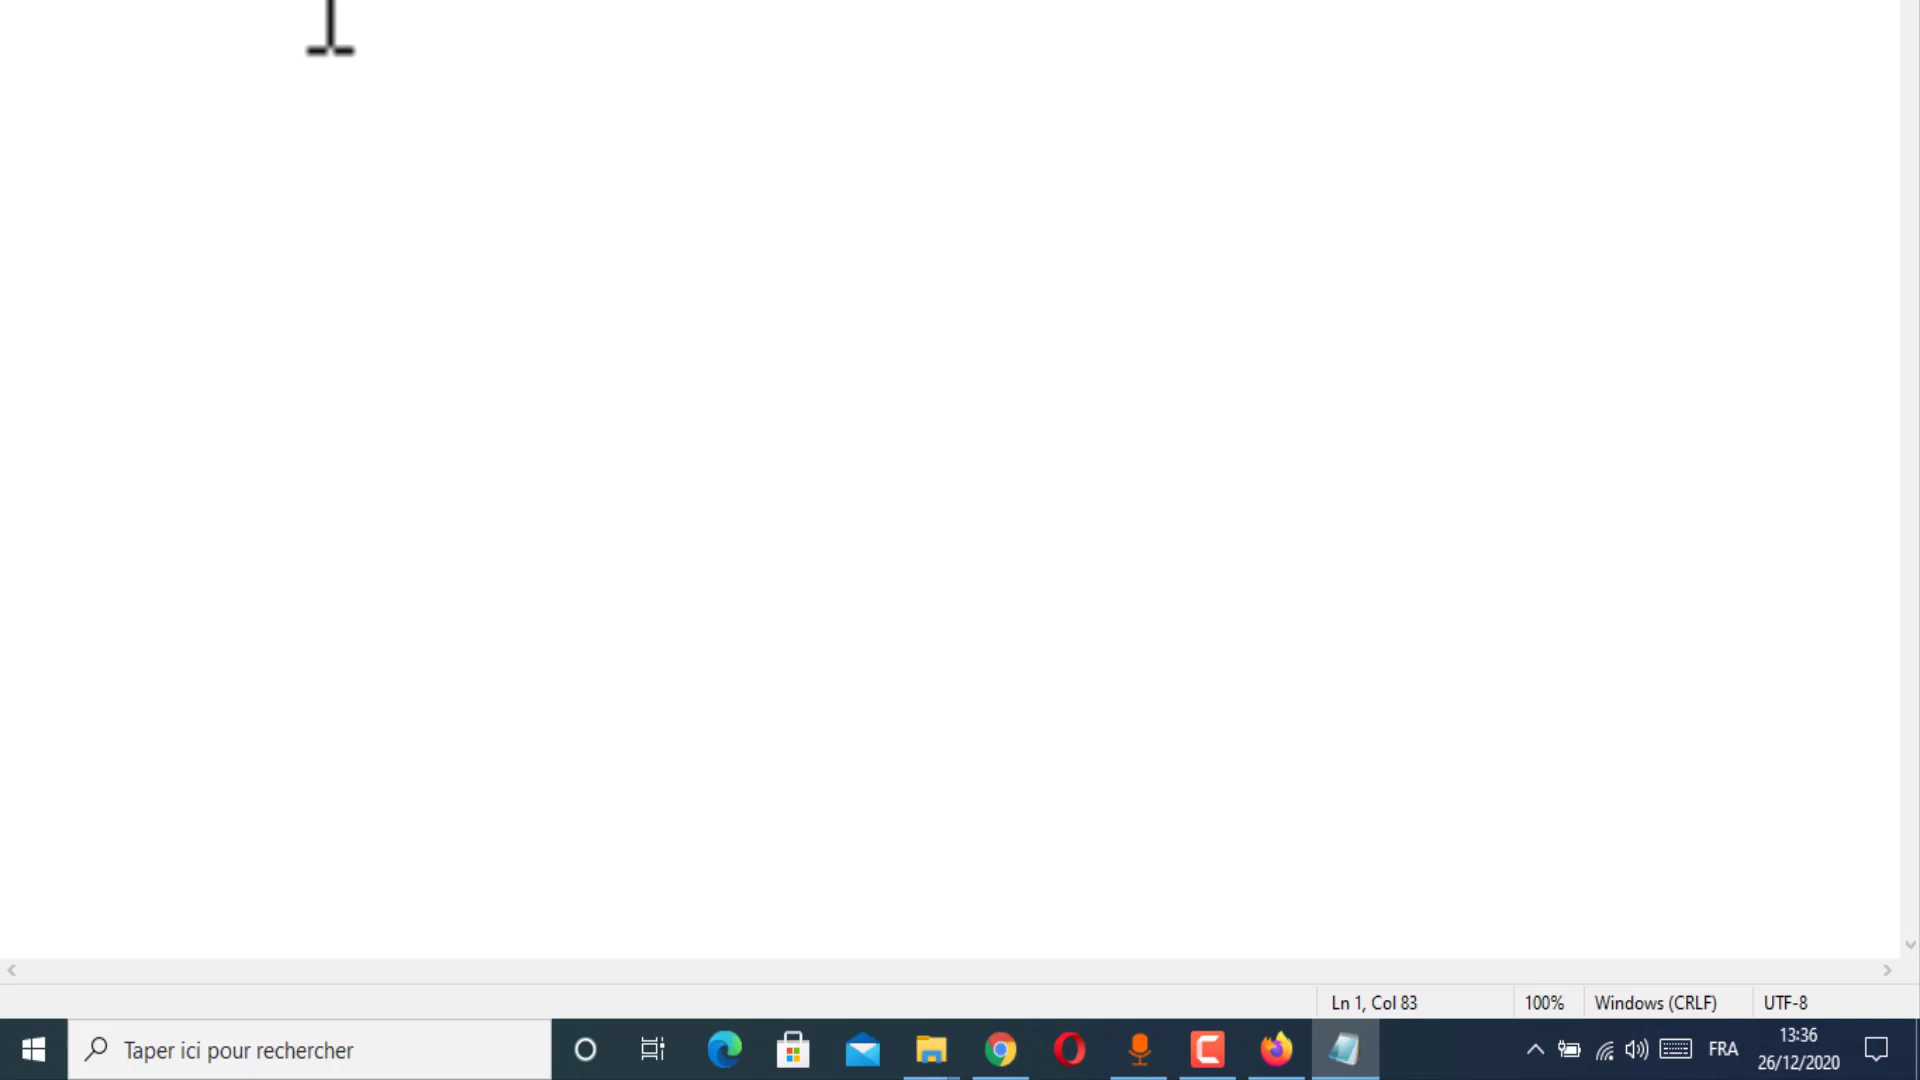 Ln 1, Col 83
100%
Windows (CRLF)
UTF-8
Taper ici pour rechercher
FRA
13:36
26/12/2020